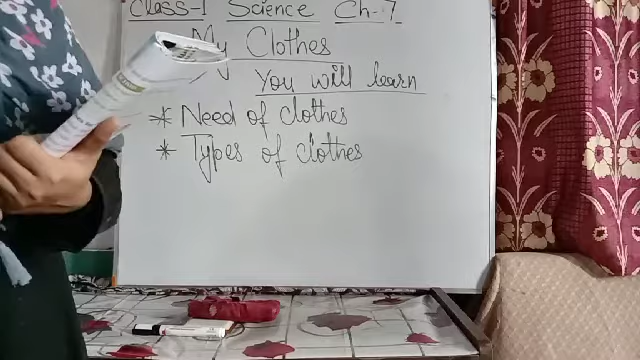 Class-1 Science Ch-7
My Clothes
You will learn
* Need of clothes
* Types of clothes